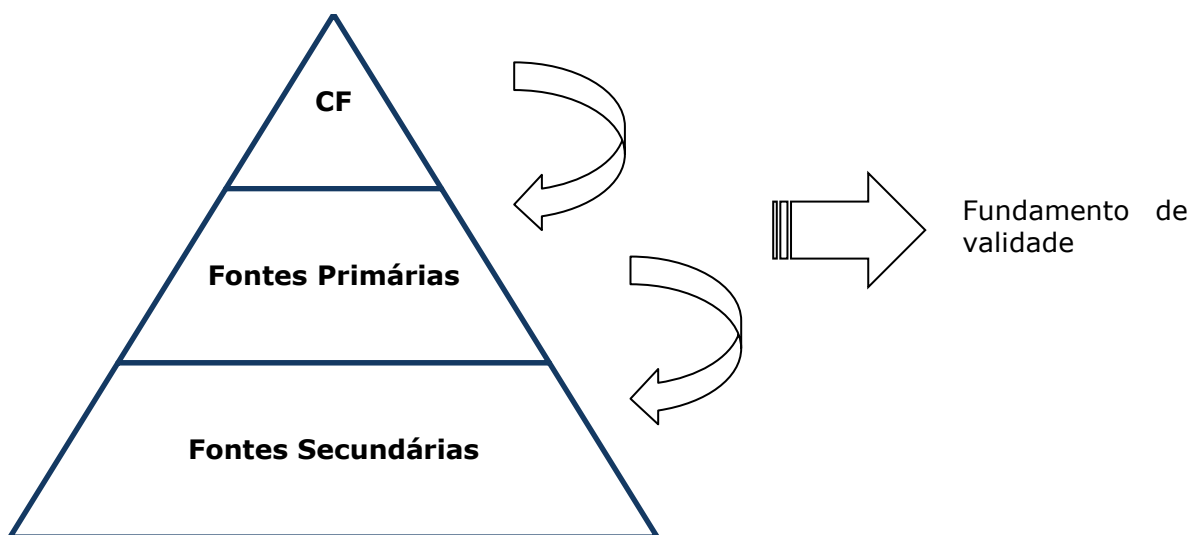 CF
Fundamento de
validade
Fontes Primárias
Fontes Secundárias